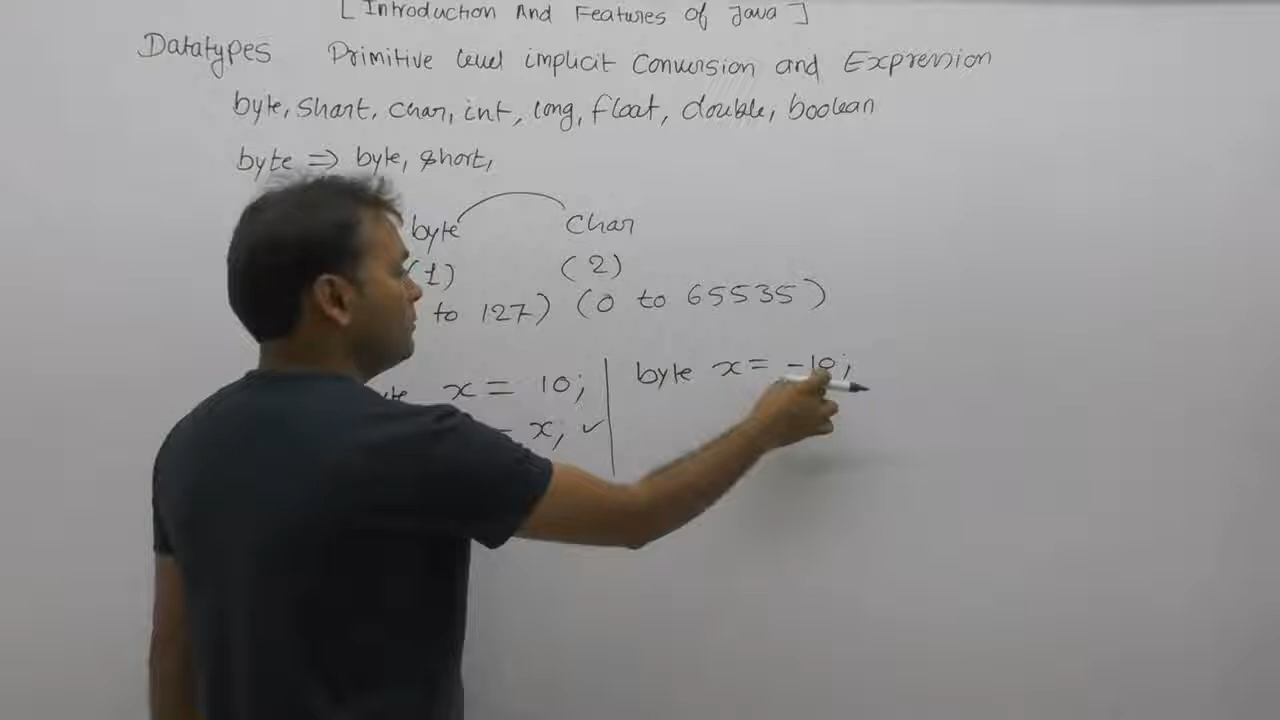 [ Introduction And Features of Java ]
Datatypes Primitive level implicit Conversion and Expression
byte, short, char, int, long, float, double, boolean
byte => byte, short,
byte Char
(1) (2)
to 127) (0 to 65535)
x = 10; byte x = -10;
= x; ✓